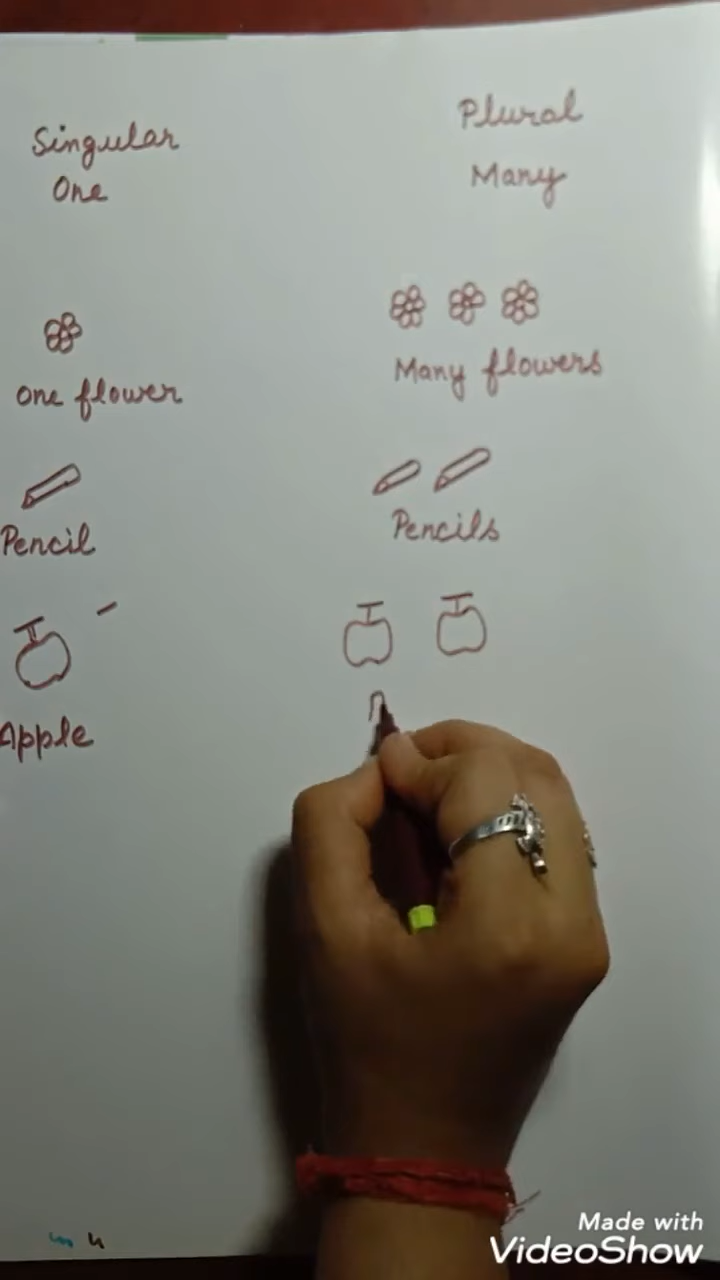 Singular
Plural
One
Many
One flower
Many flowers
Pencil
Pencils
Apple
Made with
VideoShow